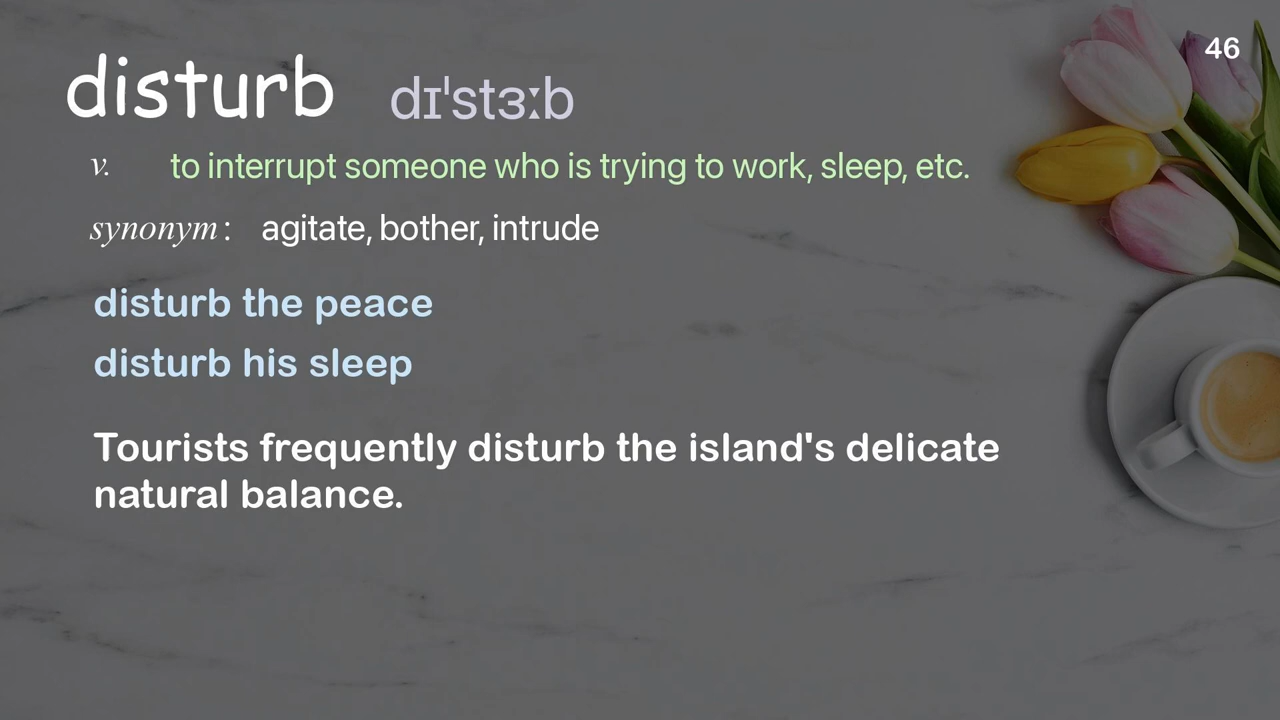 46
disturb dɪˈstɜːb
v. to interrupt someone who is trying to work, sleep, etc.
synonym: agitate, bother, intrude
disturb the peace
disturb his sleep
Tourists frequently disturb the island's delicate
natural balance.